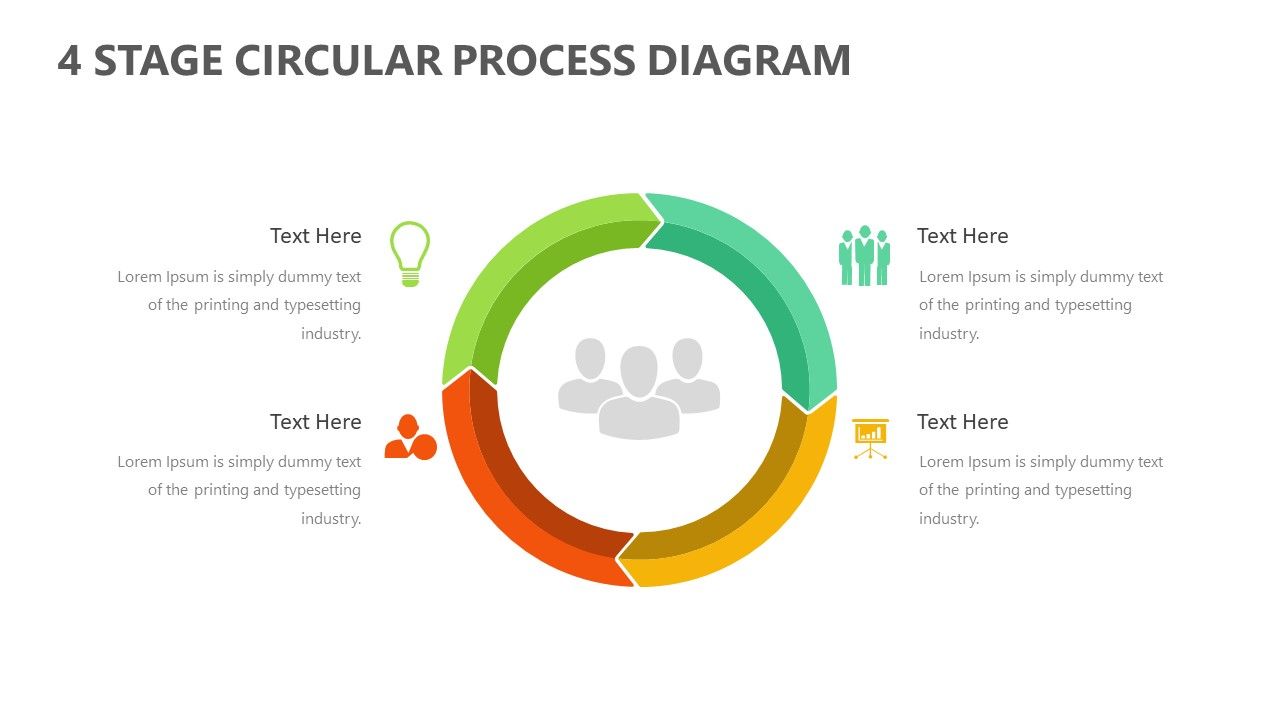 4 STAGE CIRCULAR PROCESS DIAGRAM
Text Here
Lorem Ipsum is simply dummy text
of the printing and typesetting
industry.
Text Here
Lorem Ipsum is simply dummy text
of the printing and typesetting
industry.
Text Here
Lorem Ipsum is simply dummy text
of the printing and typesetting
industry.
Text Here
Lorem Ipsum is simply dummy text
of the printing and typesetting
industry.